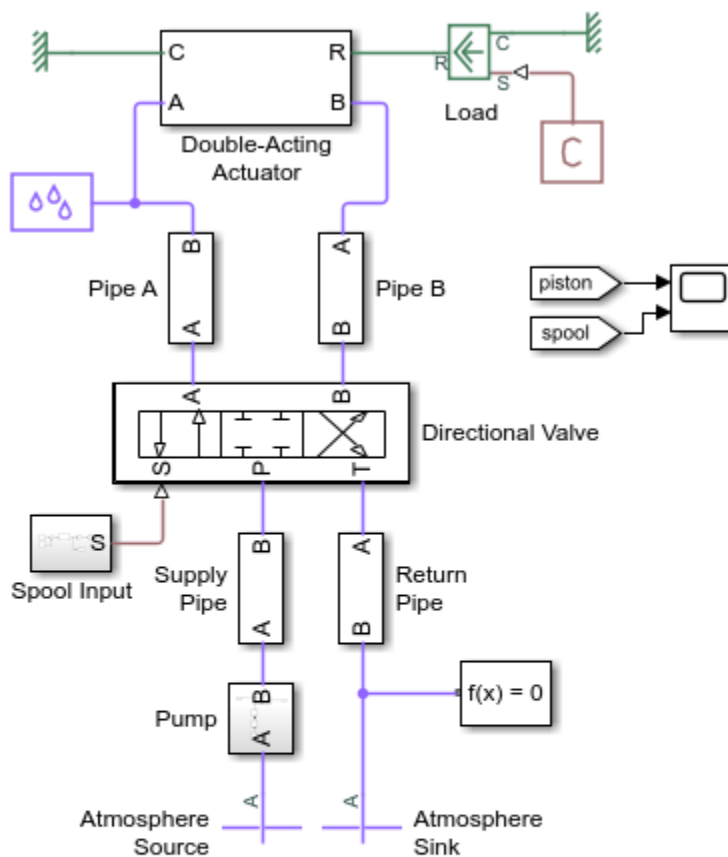 C
R
A
B
Double-Acting
Actuator
R
C
S
Load
C
B
A
Pipe A
A
B
Pipe B
piston
spool
A
B
S
P
T
Directional Valve
S
Spool Input
B
A
Supply
Pipe
A
B
Return
Pipe
B
A
Pump
f(x) = 0
A
Atmosphere
Source
A
Atmosphere
Sink